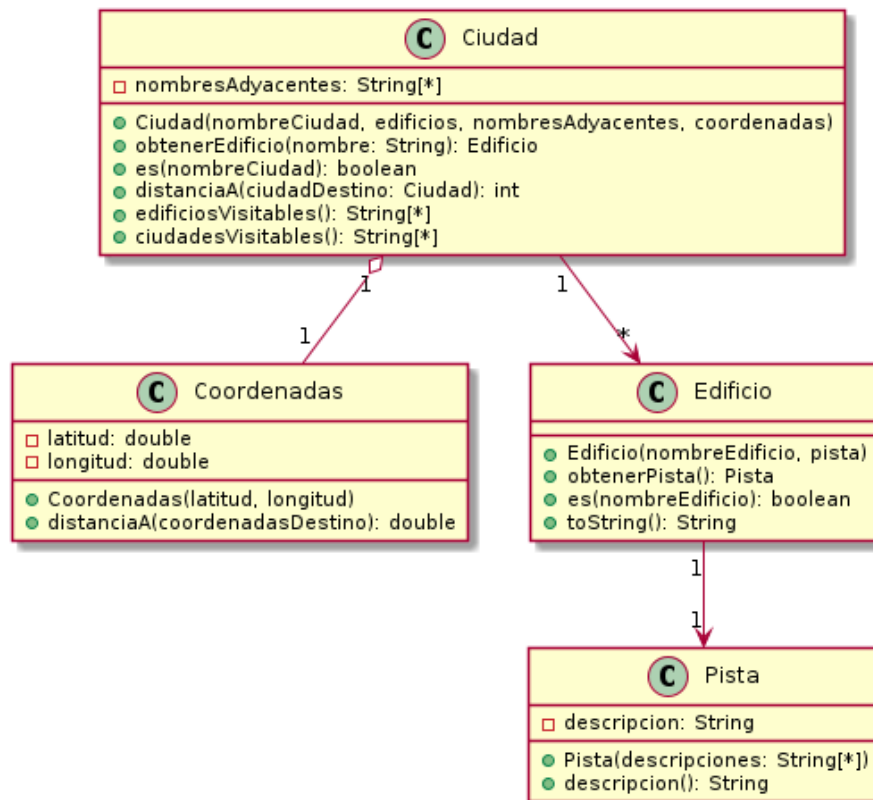 C Ciudad
nombresAdyacentes: String[*]
Ciudad(nombreCiudad, edificios, nombresAdyacentes, coordenadas)
obtenerEdificio(nombre: String): Edificio
es(nombreCiudad): boolean
distanciaA(ciudadDestino: Ciudad): int
edificiosVisitables(): String[*]
ciudadesVisitables(): String[*]
1 1
1 *
C Coordenadas
latitud: double
longitud: double
Coordenadas(latitud, longitud)
distanciaA(coordenadasDestino): double
C Edificio
Edificio(nombreEdificio, pista)
obtenerPista(): Pista
es(nombreEdificio): boolean
toString(): String
1
1
C Pista
descripcion: String
Pista(descripciones: String[*])
descripcion(): String